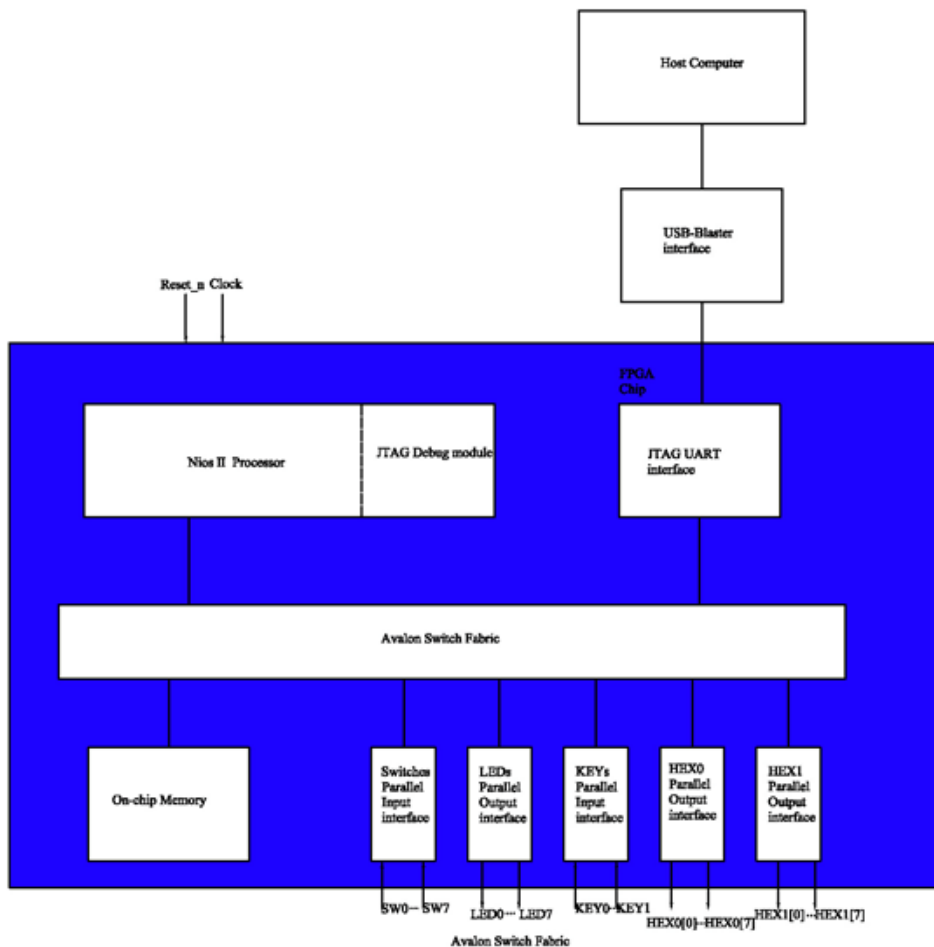 Host Computer
USB-Blaster
interface
Reset_n Clock
FPGA
Chip
Nios II Processor
JTAG Debug module
JTAG UART
interface
Avalon Switch Fabric
On-chip Memory
Switches
Parallel
Input
interface
LEDs
Parallel
Output
interface
KEYs
Parallel
Input
interface
HEX0
Parallel
Output
interface
HEX1
Parallel
Output
interface
SW0··· SW7
LED0··· LED7
KEY0··KEY1
HEX0[0]···HEX0[7]
HEX1[0]···HEX1[7]
Avalon Switch Fabric